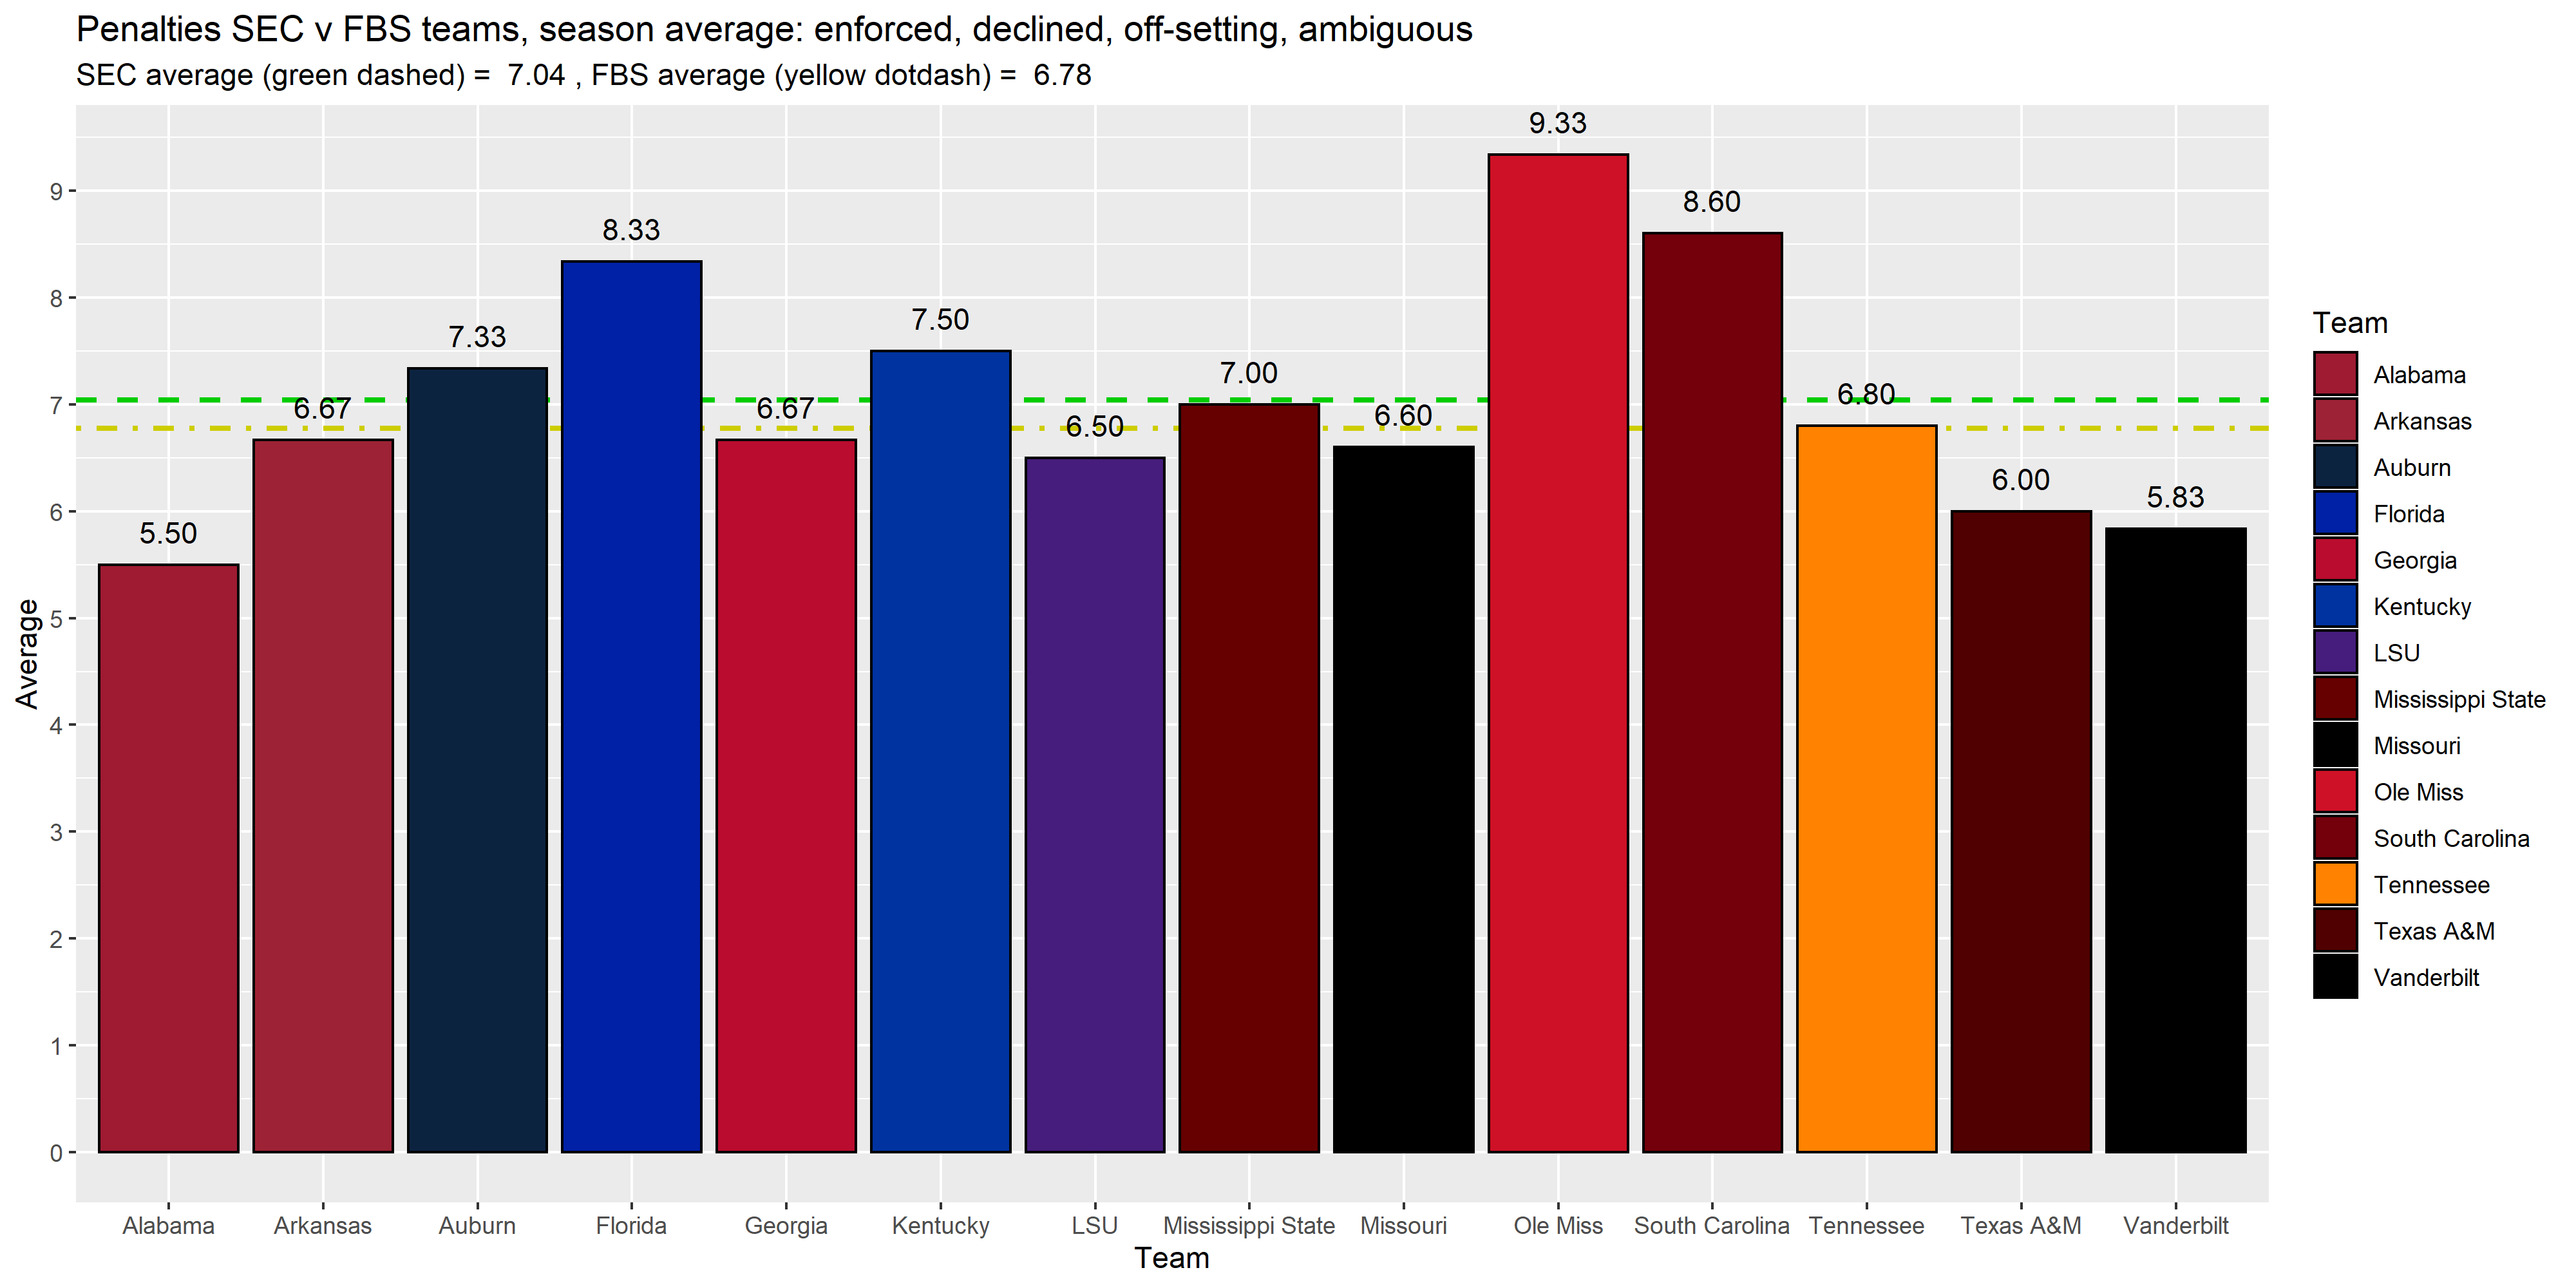 Penalties SEC v FBS teams, season average: enforced, declined, off-setting, ambiguous
SEC average (green dashed) =  7.04 , FBS average (yellow dotdash) =  6.78
Average
9
8
7
6
5
4
3
2
1
0
5.50
6.67
7.33
8.33
6.67
7.50
6.50
7.00
6.60
9.33
8.60
6.80
6.00
5.83
Alabama Arkansas Auburn Florida Georgia Kentucky LSU Mississippi State Missouri Ole Miss South Carolina Tennessee Texas A&M Vanderbilt
Team
Team
Alabama
Arkansas
Auburn
Florida
Georgia
Kentucky
LSU
Mississippi State
Missouri
Ole Miss
South Carolina
Tennessee
Texas A&M
Vanderbilt